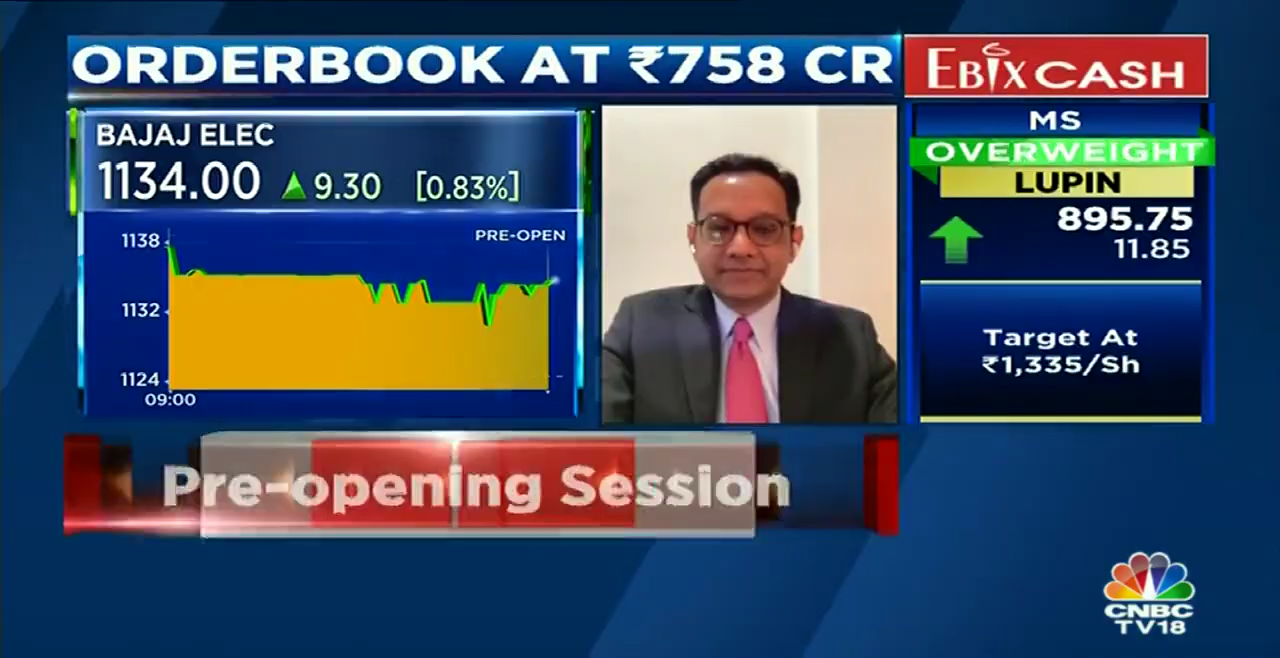 ORDERBOOK AT ₹758 CR
EBIXCASH
BAJAJ ELEC
1134.00 ▲ 9.30 [0.83%]
PRE-OPEN
1138
1132
1124
09:00
MS
OVERWEIGHT
LUPIN
895.75
11.85
Target At
₹1,335/Sh
Pre-opening Session
CNBC
TV18